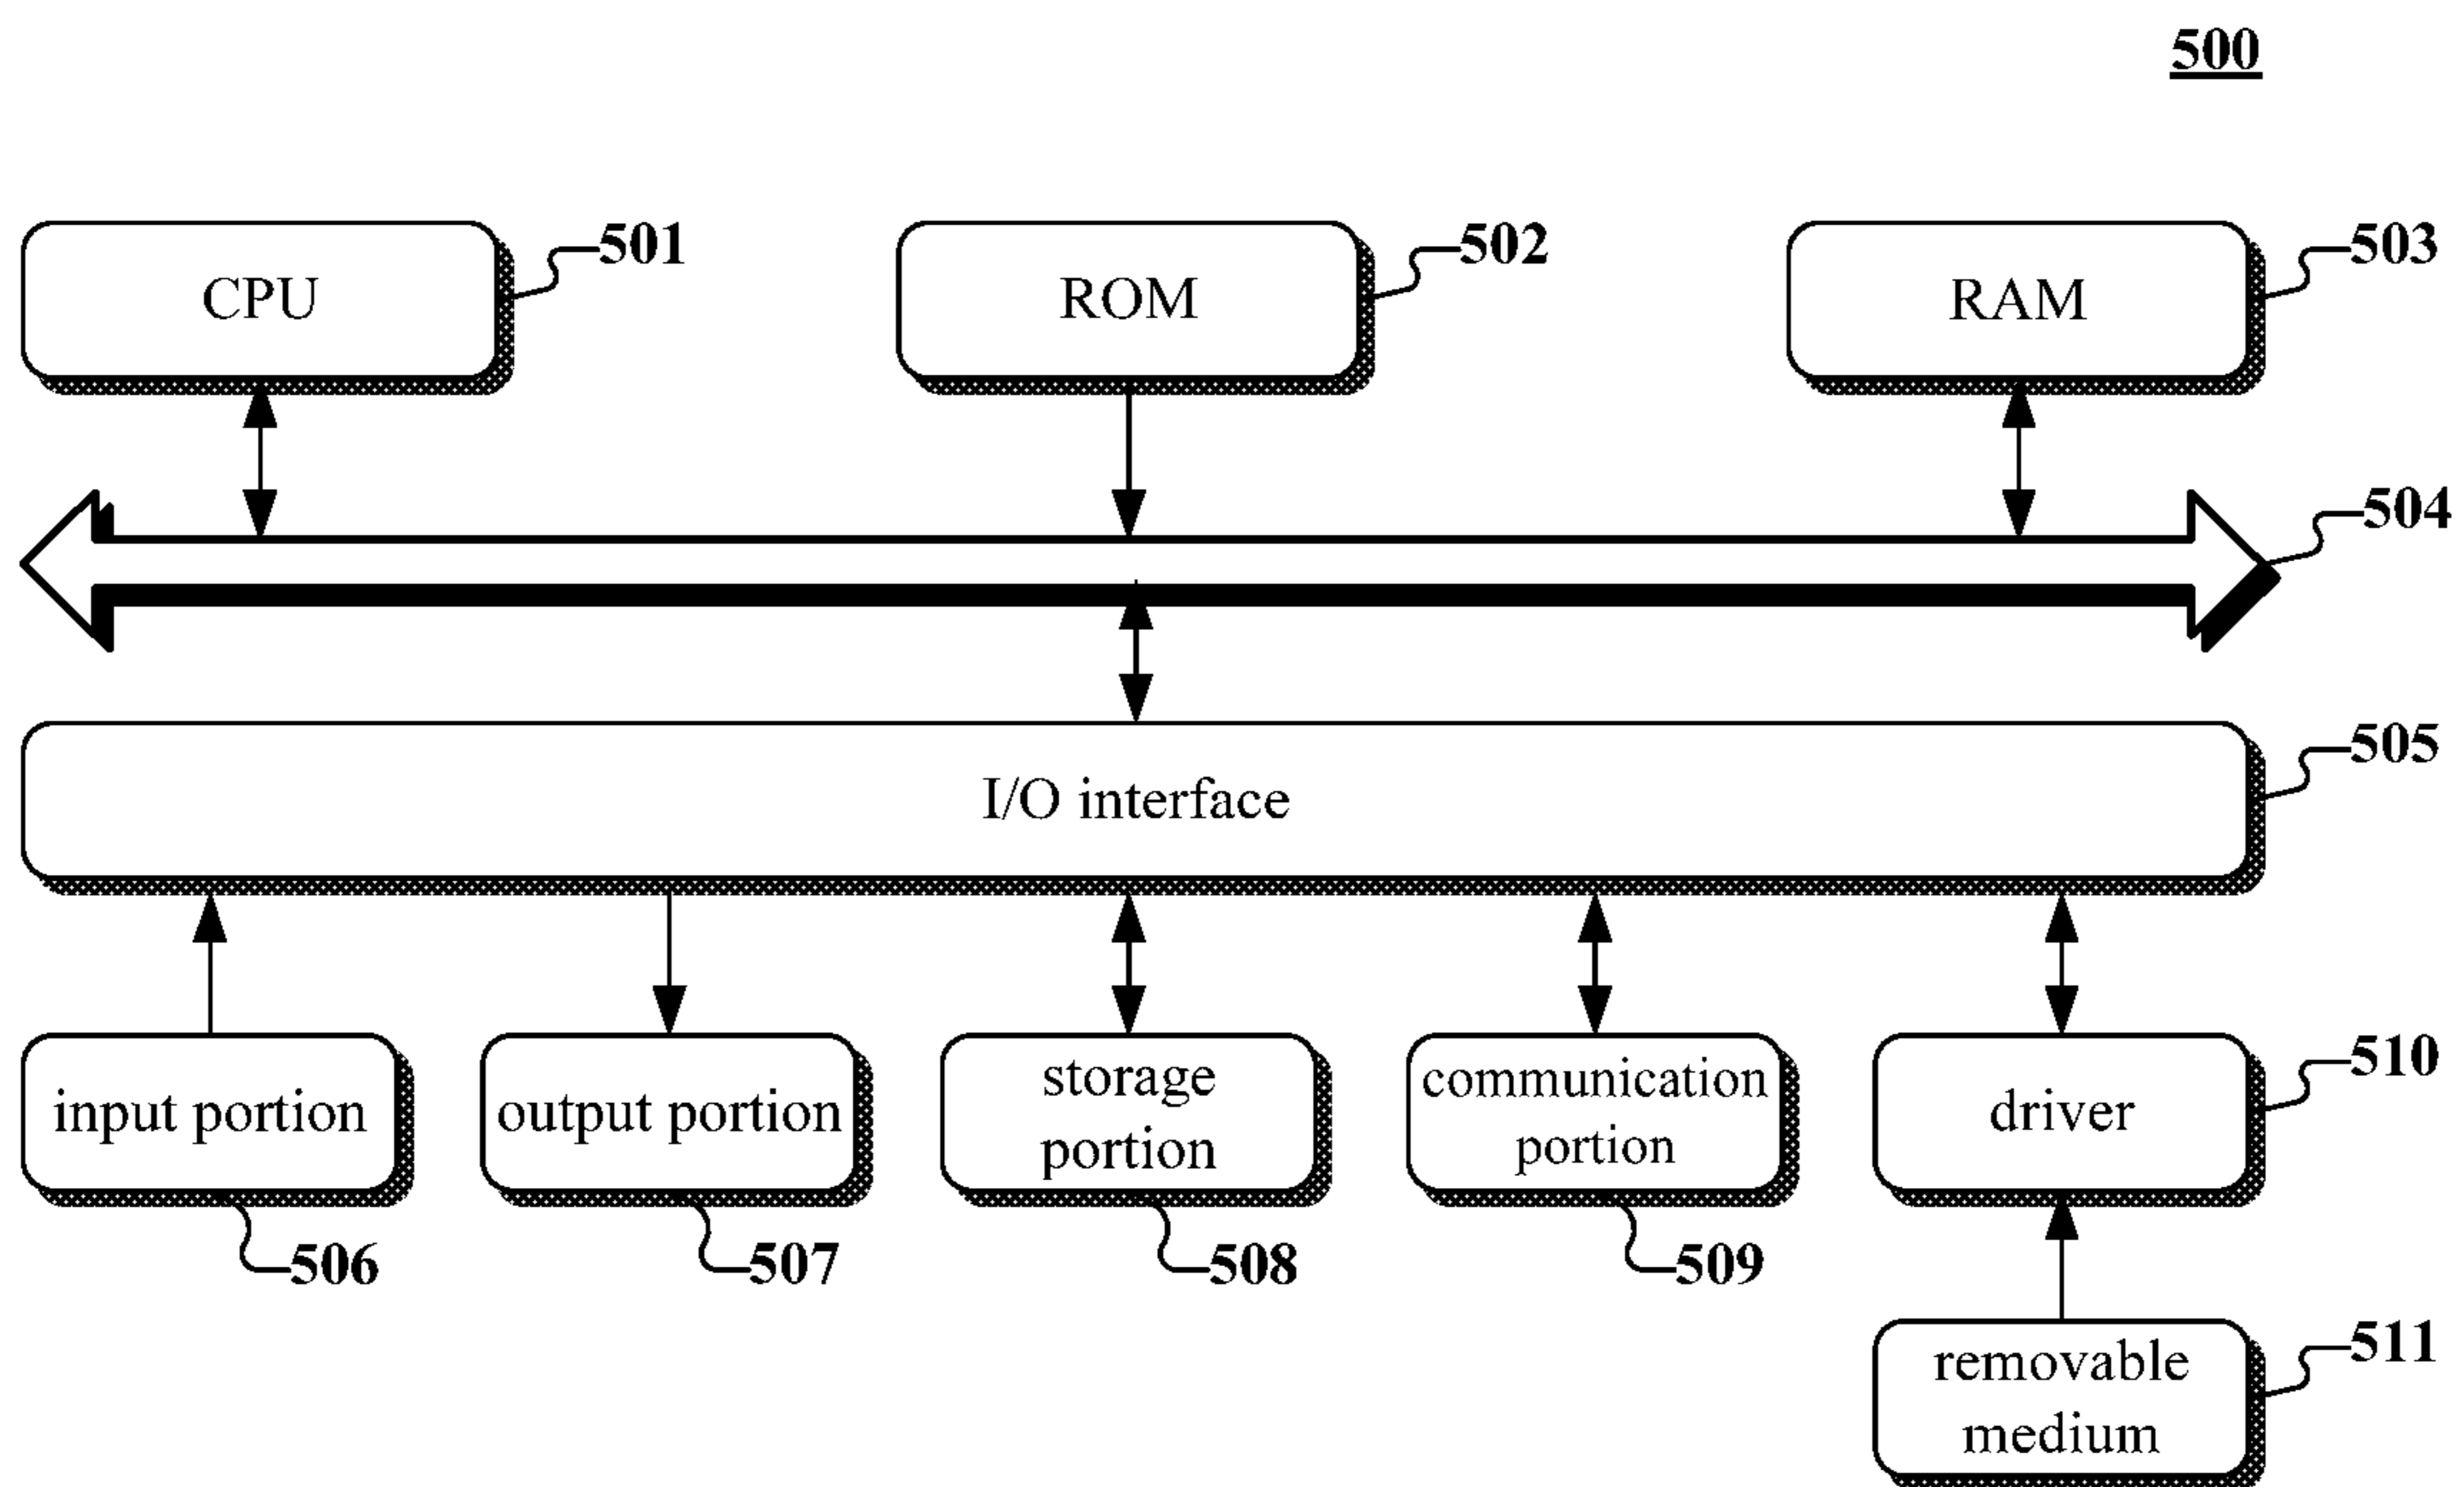 500
CPU
501
ROM
502
RAM
503
504
I/O interface
505
input portion
output portion
storage
portion
communication
portion
driver
510
506
507
508
509
removable
medium
511